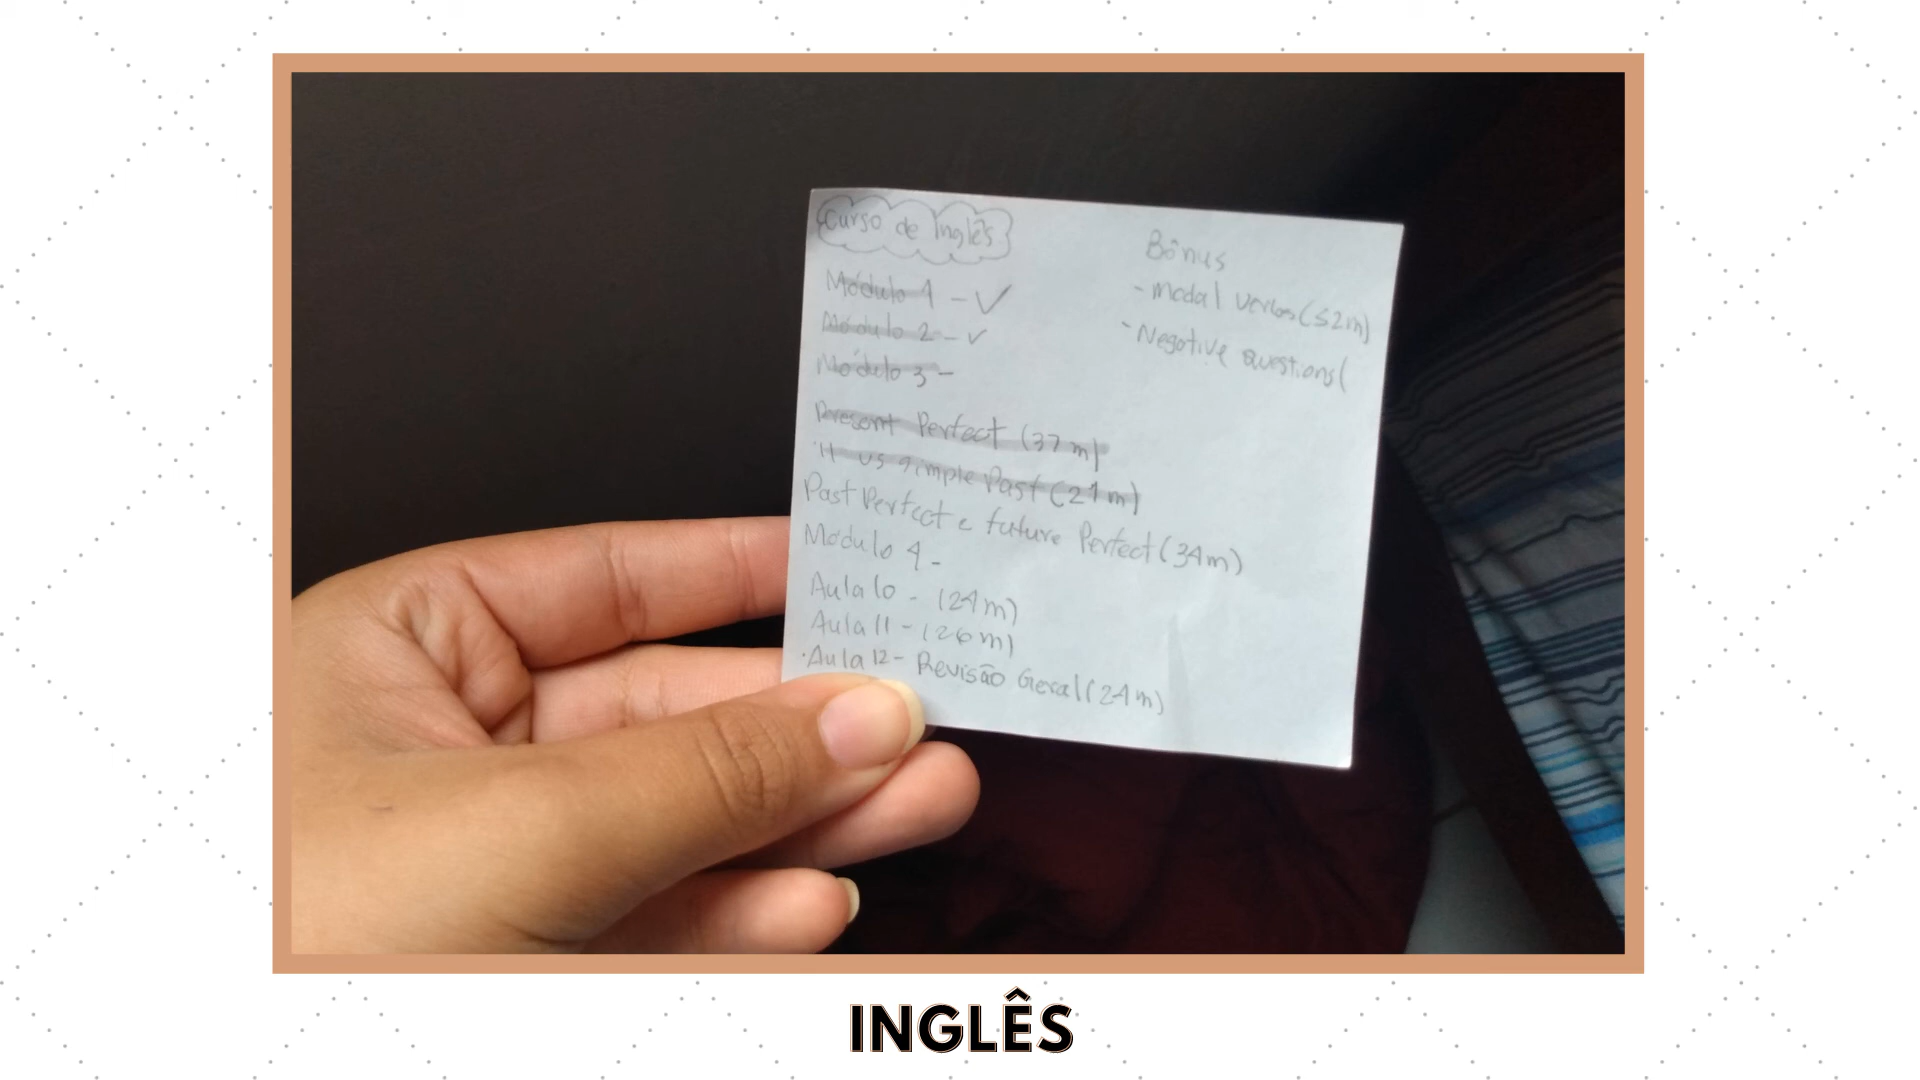 Curso de Inglês
Módulo 1 - ✓
Módulo 2 - ✓
Módulo 3 -
Present Perfect (37m)
'' us simple Past (21m)
Past Perfect e future Perfect (34m)
Módulo 4 -
Aula 10 - (24m)
Aula 11 - (26m)
· Aula 12 - Revisão Geral (24m)
Bônus
- modal verbs (52m)
- Negative questions (
INGLÊS